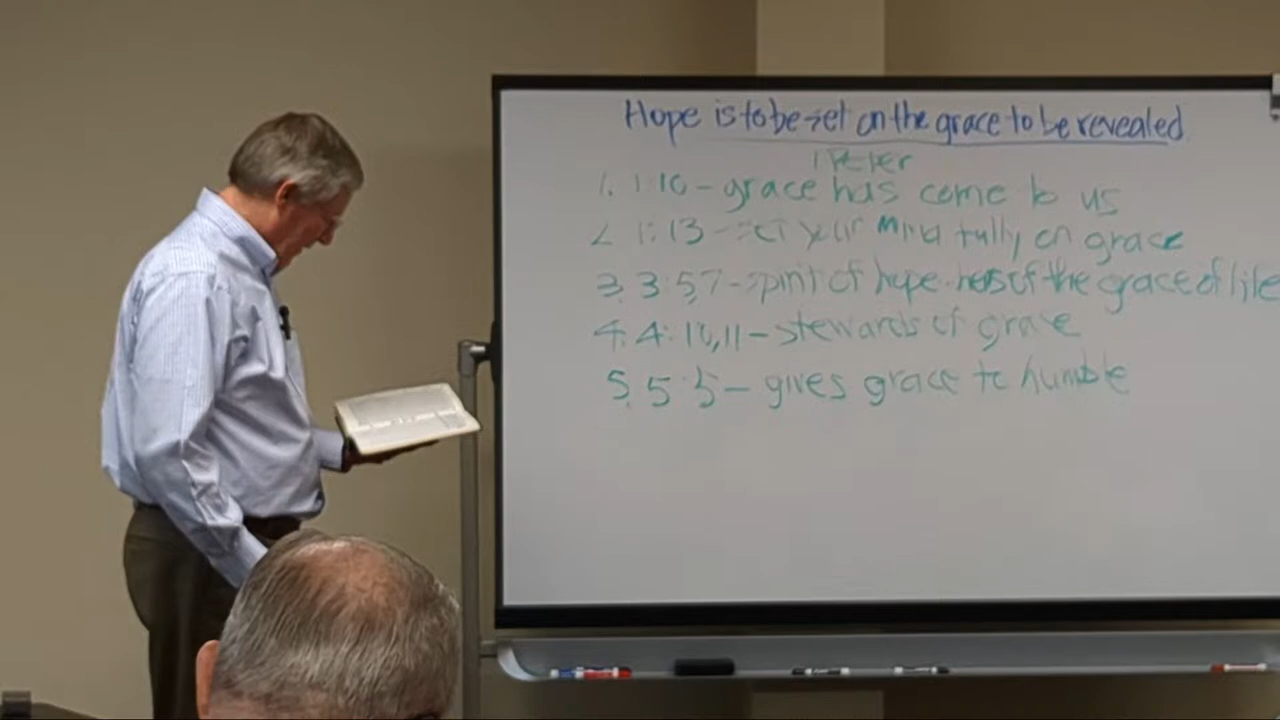 Hope is to be set on the grace to be revealed
1 Peter
1. 1:10 - grace has come to us
2 1:13 - set your mind fully on grace
3. 3:5,7 - spirit of hope heirs of the grace of life
4. 4:10,11 - stewards of grace
5. 5:5 - gives grace to humble